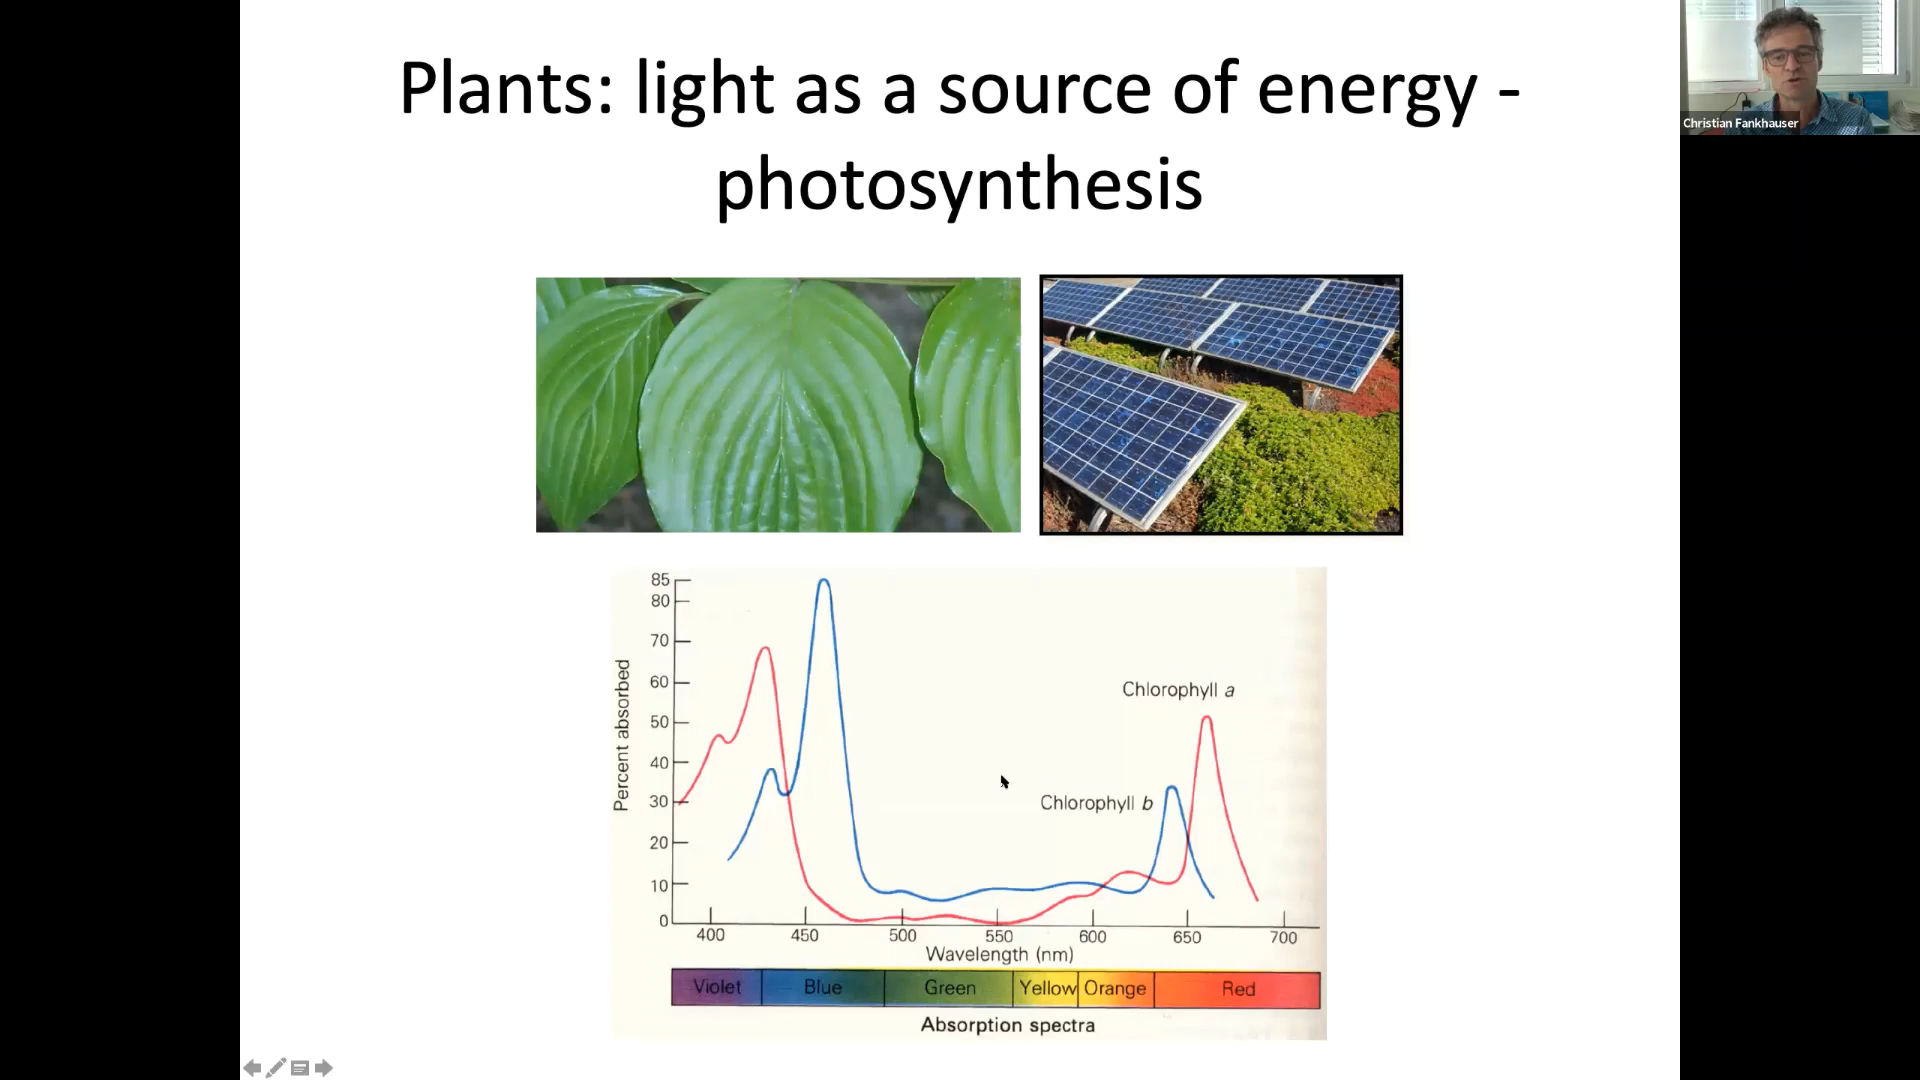 Plants: light as a source of energy -
photosynthesis
Christian Fankhauser
85
80
70
60
50
40
30
20
10
0
Percent absorbed
Chlorophyll a
Chlorophyll b
400 450 500 550 600 650 700
Wavelength (nm)
Violet Blue Green Yellow Orange Red
Absorption spectra